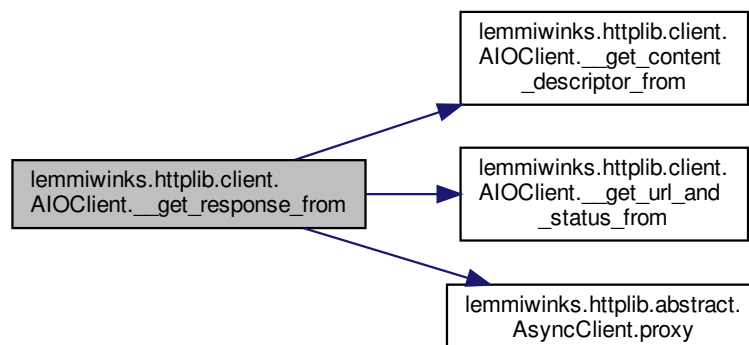 lemmiwinks.httplib.client.
AIOClient.__get_response_from
lemmiwinks.httplib.client.
AIOClient.__get_content
_descriptor_from
lemmiwinks.httplib.client.
AIOClient.__get_url_and
_status_from
lemmiwinks.httplib.abstract.
AsyncClient.proxy